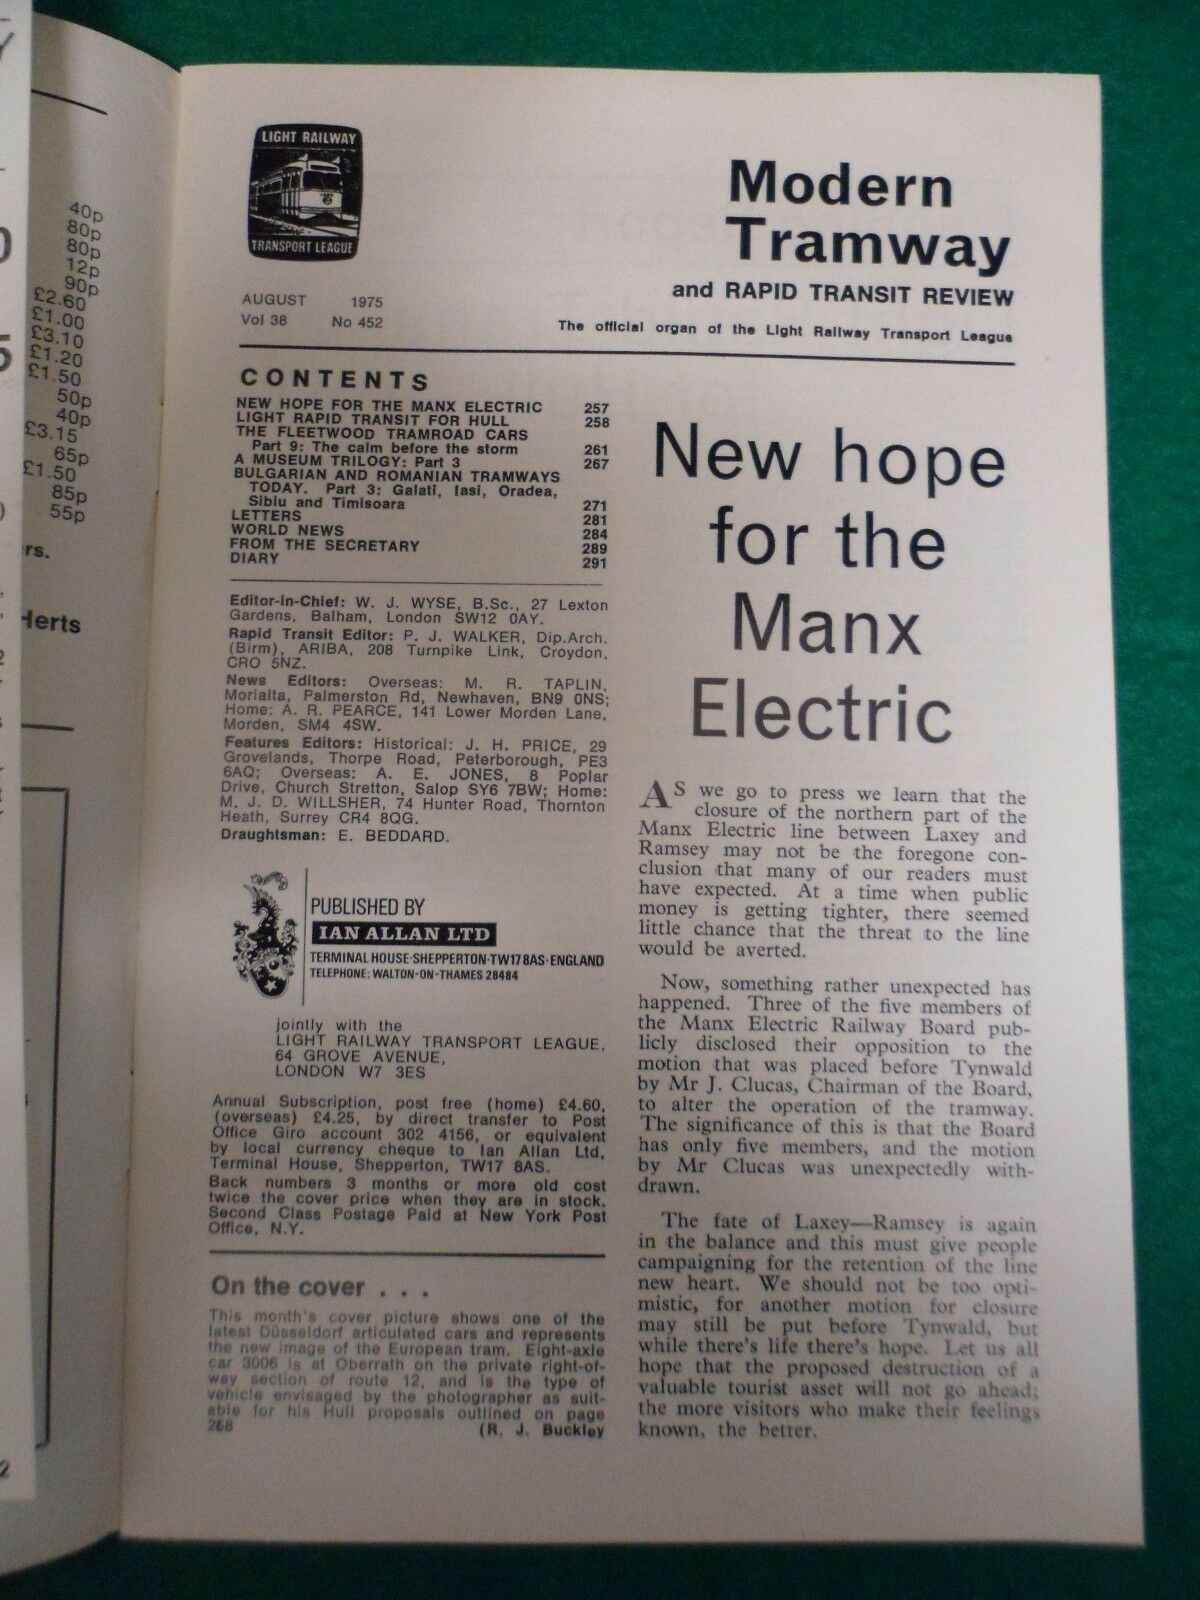 40p
80p
80p
12p
90p
£2.60
£1.00
£3.10
£1.20
£1.50
50p
40p
£3.15
65p
£1.50
85p
55p
Herts
LIGHT RAILWAY
TRANSPORT LEAGUE
Modern
Tramway
and RAPID TRANSIT REVIEW
AUGUST 1975
Vol 38 No 452
The official organ of the Light Railway Transport League
CONTENTS
NEW HOPE FOR THE MANX ELECTRIC 257
LIGHT RAPID TRANSIT FOR HULL 258
THE FLEETWOOD TRAMROAD CARS
Part 9: The calm before the storm 261
A MUSEUM TRILOGY: Part 3 267
BULGARIAN AND ROMANIAN TRAMWAYS
TODAY. Part 3: Galati, Iasi, Oradea,
Sibiu and Timisoara 271
LETTERS 281
WORLD NEWS 284
FROM THE SECRETARY 289
DIARY 291
Editor-in-Chief: W. J. WYSE, B.Sc., 27 Lexton
Gardens, Balham, London SW12 0AY.
Rapid Transit Editor: P. J. WALKER, Dip.Arch.
(Birm), ARIBA, 208 Turnpike Link, Croydon,
CRO 5NZ.
News Editors: Overseas: M. R. TAPLIN,
Morialta, Palmerston Rd, Newhaven, BN9 0NS;
Home: A. R. PEARCE, 141 Lower Morden Lane,
Morden, SM4 4SW.
Features Editors: Historical: J. H. PRICE, 29
Grovelands, Thorpe Road, Peterborough, PE3
6AQ; Overseas: A. E. JONES, 8 Poplar
Drive, Church Stretton, Salop SY6 7BW; Home:
M. J. D. WILLSHER, 74 Hunter Road, Thornton
Heath, Surrey CR4 8QG.
Draughtsman: E. BEDDARD.
PUBLISHED BY
IAN ALLAN LTD
TERMINAL HOUSE·SHEPPERTON·TW17 8AS·ENGLAND
TELEPHONE: WALTON-ON-THAMES 28484
jointly with the
LIGHT RAILWAY TRANSPORT LEAGUE,
64 GROVE AVENUE,
LONDON W7 3ES
Annual Subscription, post free (home) £4.60,
(overseas) £4.25, by direct transfer to Post
Office Giro account 302 4156, or equivalent
by local currency cheque to Ian Allan Ltd,
Terminal House, Shepperton, TW17 8AS.
Back numbers 3 months or more old cost
twice the cover price when they are in stock.
Second Class Postage Paid at New York Post
Office, N.Y.
On the cover . . .
This month's cover picture shows one of the
latest Düsseldorf articulated cars and represents
the new image of the European tram. Eight-axle
car 3006 is at Oberrath on the private right-of-
way section of route 12, and is the type of
vehicle envisaged by the photographer as suit-
able for his Hull proposals outlined on page
258 (R. J. Buckley
New hope
for the
Manx
Electric
AS we go to press we learn that the
closure of the northern part of the
Manx Electric line between Laxey and
Ramsey may not be the foregone con-
clusion that many of our readers must
have expected. At a time when public
money is getting tighter, there seemed
little chance that the threat to the line
would be averted.
Now, something rather unexpected has
happened. Three of the five members of
the Manx Electric Railway Board pub-
licly disclosed their opposition to the
motion that was placed before Tynwald
by Mr J. Clucas, Chairman of the Board,
to alter the operation of the tramway.
The significance of this is that the Board
has only five members, and the motion
by Mr Clucas was unexpectedly with-
drawn.
The fate of Laxey—Ramsey is again
in the balance and this must give people
campaigning for the retention of the line
new heart. We should not be too opti-
mistic, for another motion for closure
may still be put before Tynwald, but
while there's life there's hope. Let us all
hope that the proposed destruction of a
valuable tourist asset will not go ahead;
the more visitors who make their feelings
known, the better.